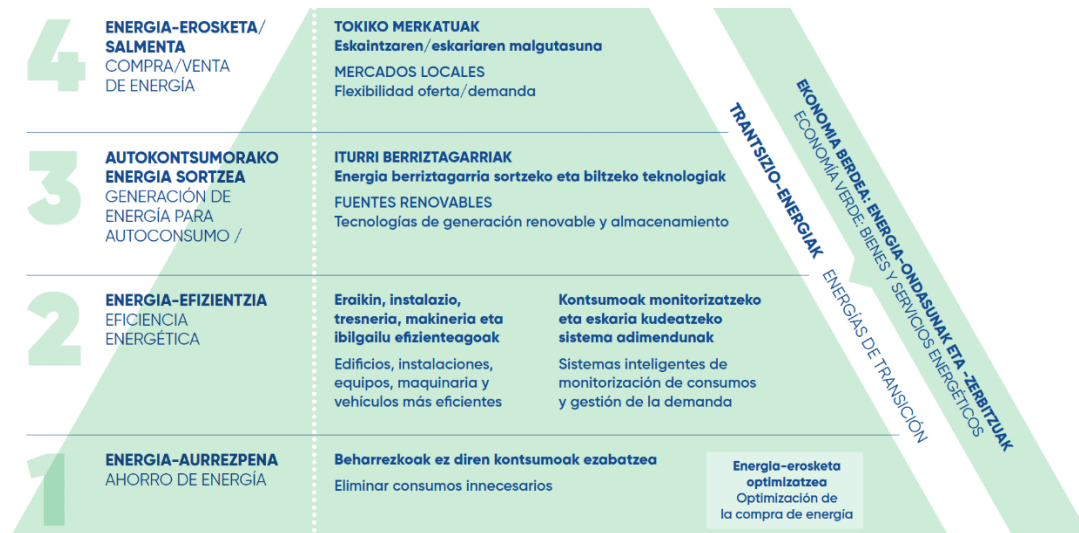 4
ENERGIA-EROSKETA/
SALMENTA
COMPRA/VENTA
DE ENERGÍA
TOKIKO MERKATUAK
Eskaintzaren/eskariaren malgutasuna
MERCADOS LOCALES
Flexibilidad oferta/demanda
3
AUTOKONTSUMORAKO
ENERGIA SORTZEA
GENERACIÓN DE
ENERGÍA PARA
AUTOCONSUMO /
ITURRI BERRIZTAGARRIAK
Energia berriztagarria sortzeko eta biltzeko teknologiak
FUENTES RENOVABLES
Tecnologías de generación renovable y almacenamiento
2
ENERGIA-EFIZIENTZIA
EFICIENCIA
ENERGÉTICA
Eraikin, instalazio,
tresneria, makineria eta
ibilgailu efizienteagoak
Edificios, instalaciones,
equipos, maquinaria y
vehículos más eficientes
Kontsumoak monitorizatzeko
eta eskaria kudeatzeko
sistema adimendunak
Sistemas inteligentes de
monitorización de consumos
y gestión de la demanda
1
ENERGIA-AURREZPENA
AHORRO DE ENERGÍA
Beharrezkoak ez diren kontsumoak ezabatzea
Eliminar consumos innecesarios
Energia-erosketa
optimizatzea
Optimización de
la compra de energía
TRANTSIZIO-ENERGIAK ENERGÍAS DE TRANSICIÓN
EKONOMIA BERDEA: ENERGIA-ONDASUNAK ETA -ZERBITZUAK
ECONOMÍA VERDE: BIENES Y SERVICIOS ENERGÉTICOS